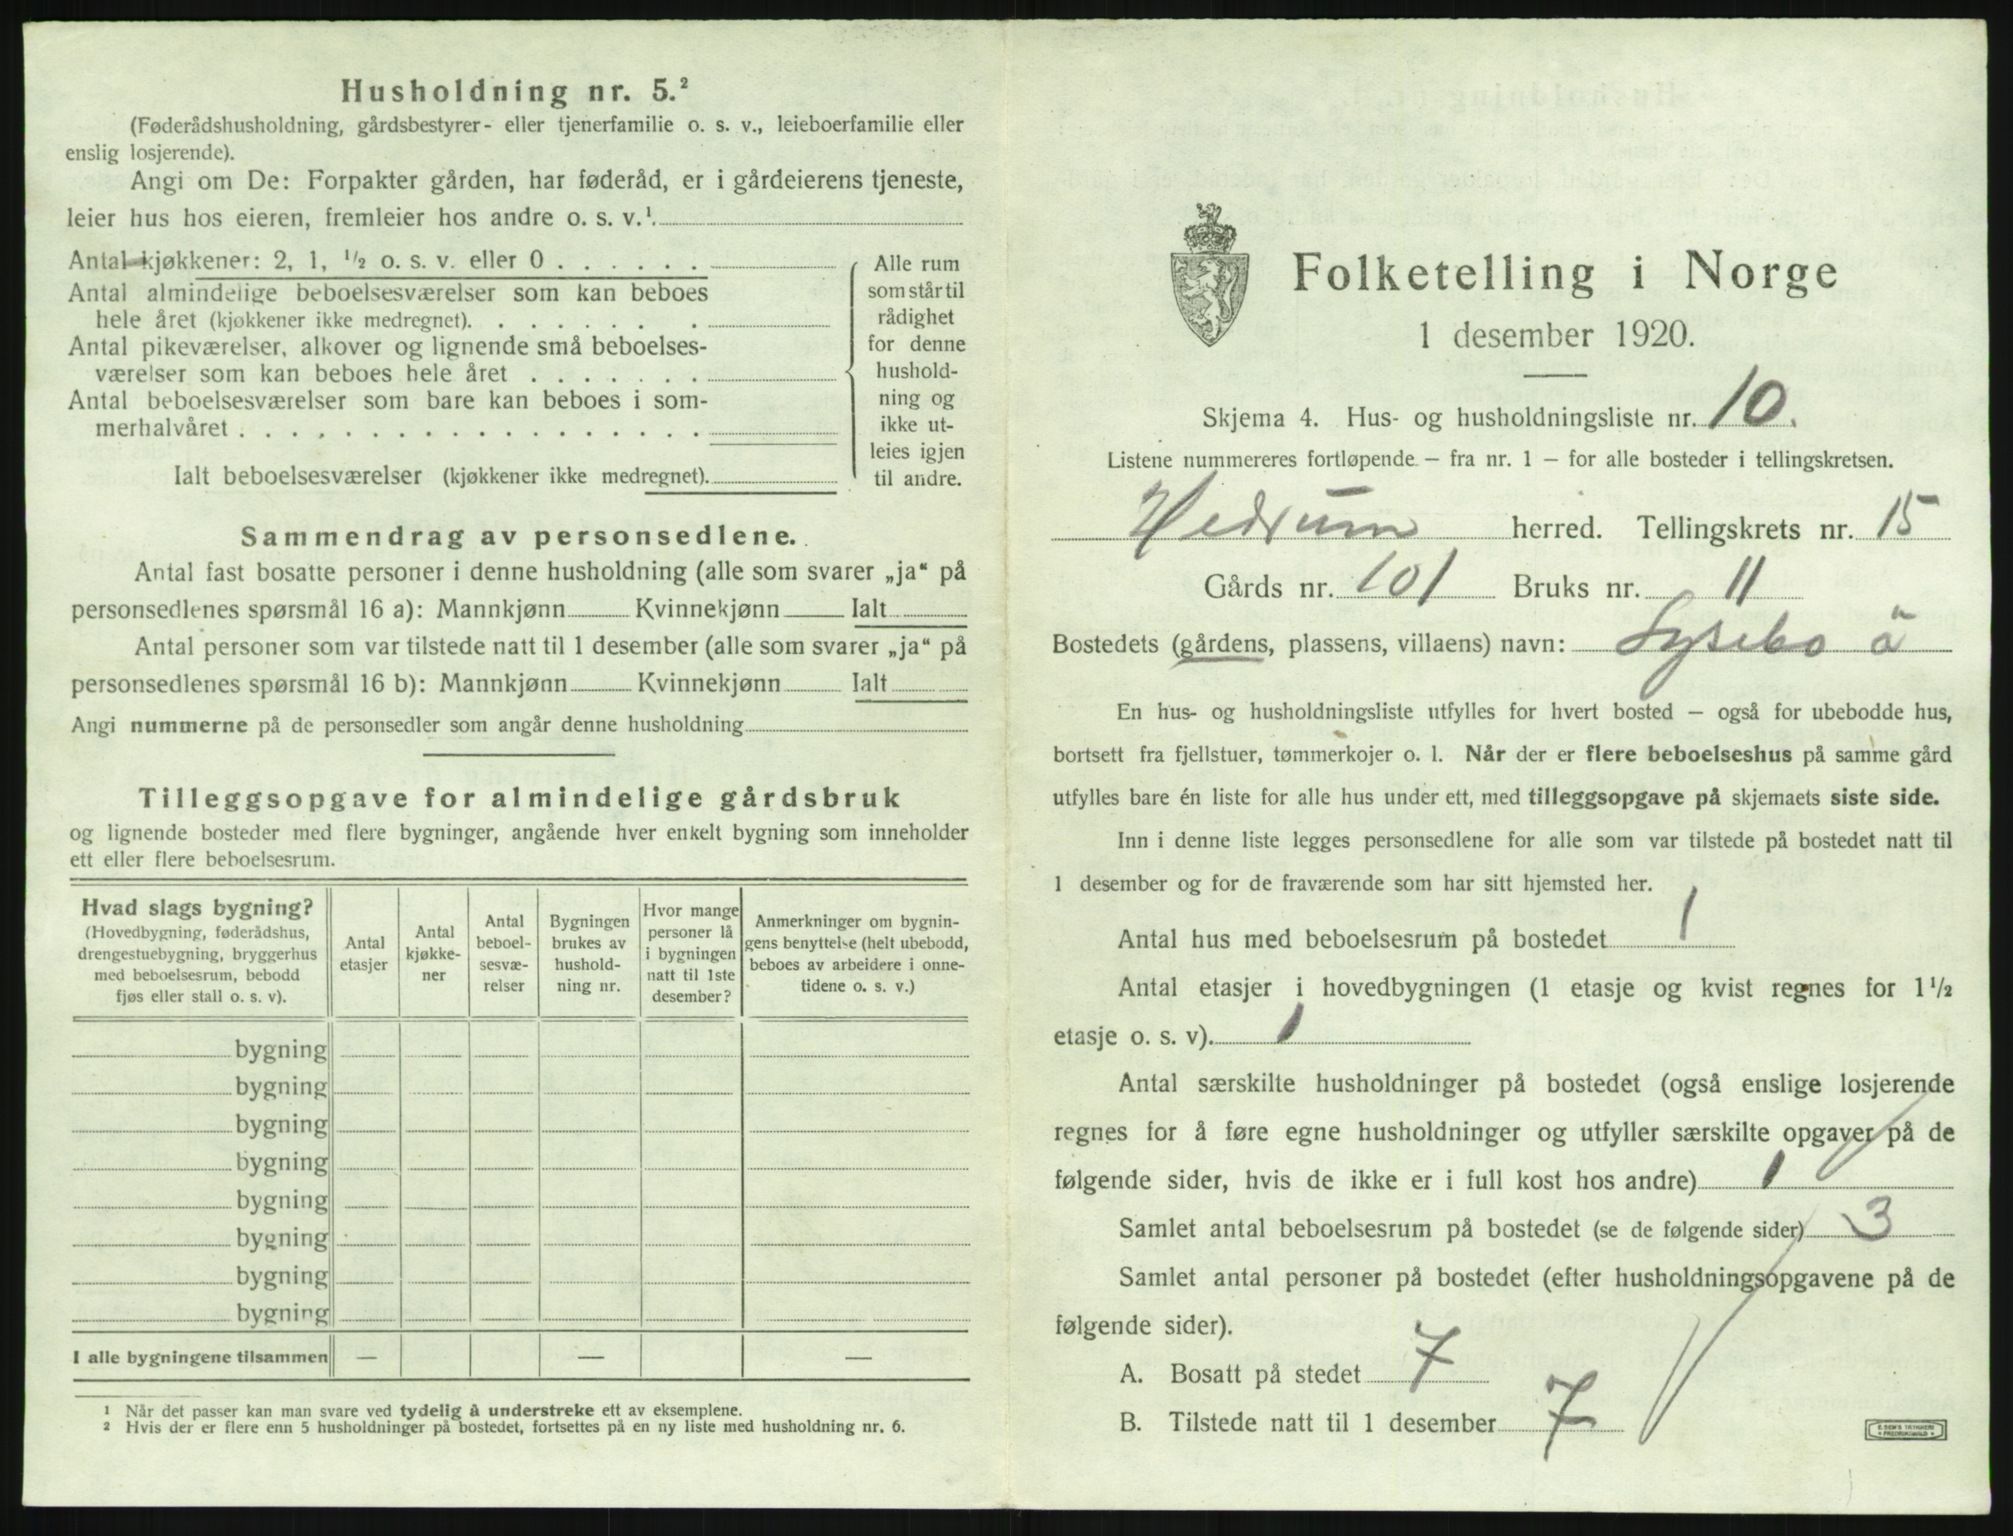 Husholdning nr. 5.²
(Føderådshusholdning, gårdsbestyrer- eller tjenerfamilie o. s. v., leieboerfamilie eller
enslig losjerende).
Angi om De: Forpakter gården, har føderåd, er i gårdeierens tjeneste,
leier hus hos eieren, fremleier hos andre o. s. v.¹
Antal kjøkkener: 2, 1, ½ o. s. v. eller 0 . . . . . .
Antal almindelige beboelsesværelser som kan beboes
hele året (kjøkkener ikke medregnet). . . . . . . . .
Antal pikeværelser, alkover og lignende små beboelses-
værelser som kan beboes hele året . . . . . . .
Antal beboelsesværelser som bare kan beboes i som-
merhalvåret . . . . . . . . . . . . . . . . . .
Ialt beboelsesværelser (kjøkkener ikke medregnet).
Alle rum
som står til
rådighet
for denne
hushold-
ning og
ikke ut-
leies igjen
til andre.
Sammendrag av personsedlene.
Antal fast bosatte personer i denne husholdning (alle som svarer „ja“ på
personsedlenes spørsmål 16 a): Mannkjønn Kvinnekjønn Ialt
Antal personer som var tilstede natt til 1 desember (alle som svarer „ja“ på
personsedlenes spørsmål 16 b): Mannkjønn Kvinnekjønn Ialt
Angi nummerne på de personsedler som angår denne husholdning
Tilleggsopgave for almindelige gårdsbruk
og lignende bosteder med flere bygninger, angående hver enkelt bygning som inneholder
ett eller flere beboelsesrum.
Hvad slags bygning?
(Hovedbygning, føderådshus,
drengestuebygning, bryggerhus
med beboelsesrum, bebodd
fjøs eller stall o. s. v).
Antal
etasjer
Antal
kjøkke-
ner
Antal
beboel-
sesvæ-
relser
Bygningen
brukes av
hushold-
ning nr.
Hvor mange
personer lå
i bygningen
natt til 1ste
desember?
Anmerkninger om bygnin-
gens benyttelse (helt ubebodd,
beboes av arbeidere i onne-
tidene o. s. v.)
bygning
bygning
bygning
bygning
bygning
bygning
bygning
bygning
I alle bygningene tilsammen — — —
¹ Når det passer kan man svare ved tydelig å understreke ett av eksemplene.
² Hvis der er flere enn 5 husholdninger på bostedet, fortsettes på en ny liste med husholdning nr. 6.
Folketelling i Norge
1 desember 1920.
Skjema 4. Hus- og husholdningsliste nr. 10.
Listene nummereres fortløpende – fra nr. 1 – for alle bosteder i tellingskretsen.
Hedrum herred. Tellingskrets nr. 15
Gårds nr. 101 Bruks nr. 11
Bostedets (gårdens, plassens, villaens) navn: Lysebo ö
En hus- og husholdningsliste utfylles for hvert bosted – også for ubebodde hus,
bortsett fra fjellstuer, tømmerkojer o. l. Når der er flere beboelseshus på samme gård
utfylles bare én liste for alle hus under ett, med tilleggsopgave på skjemaets siste side.
Inn i denne liste legges personsedlene for alle som var tilstede på bostedet natt til
1 desember og for de fraværende som har sitt hjemsted her.
Antal hus med beboelsesrum på bostedet 1
Antal etasjer i hovedbygningen (1 etasje og kvist regnes for 1½
etasje o. s. v). 1
Antal særskilte husholdninger på bostedet (også enslige losjerende
regnes for å føre egne husholdninger og utfyller særskilte opgaver på de
følgende sider, hvis de ikke er i full kost hos andre) 1
Samlet antal beboelsesrum på bostedet (se de følgende sider) 3
Samlet antal personer på bostedet (efter husholdningsopgavene på de
følgende sider).
A. Bosatt på stedet 7
B. Tilstede natt til 1 desember 7